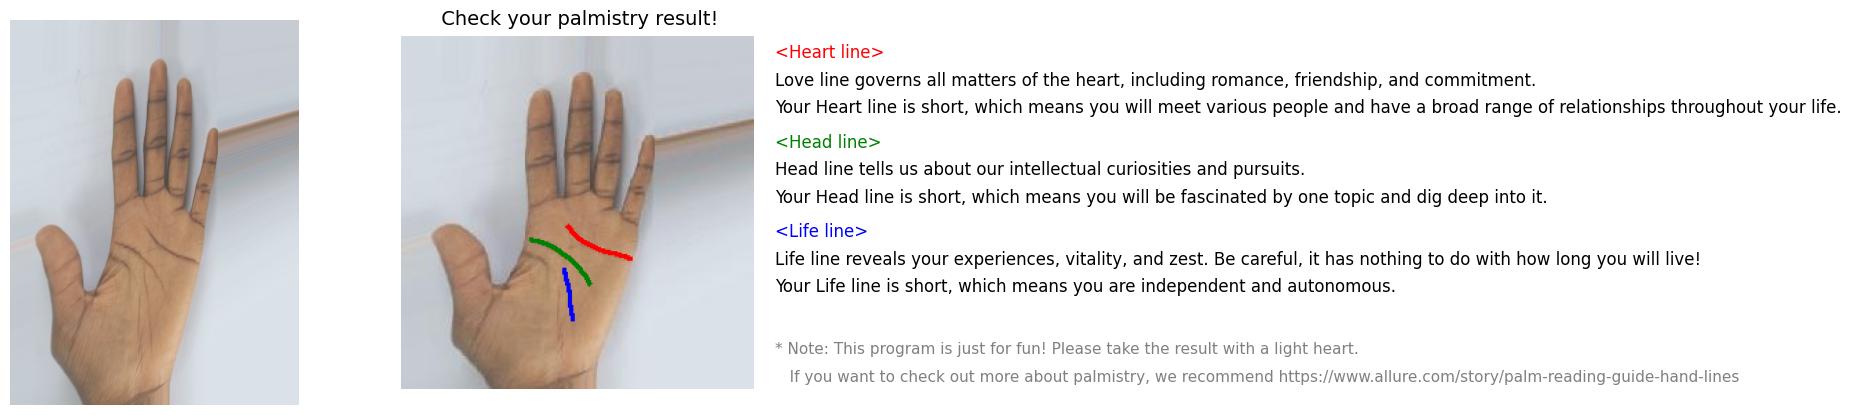 Check your palmistry result!
<Heart line>
Love line governs all matters of the heart, including romance, friendship, and commitment.
Your Heart line is short, which means you will meet various people and have a broad range of relationships throughout your life.
<Head line>
Head line tells us about our intellectual curiosities and pursuits.
Your Head line is short, which means you will be fascinated by one topic and dig deep into it.
<Life line>
Life line reveals your experiences, vitality, and zest. Be careful, it has nothing to do with how long you will live!
Your Life line is short, which means you are independent and autonomous.
* Note: This program is just for fun! Please take the result with a light heart.
If you want to check out more about palmistry, we recommend https://www.allure.com/story/palm-reading-guide-hand-lines